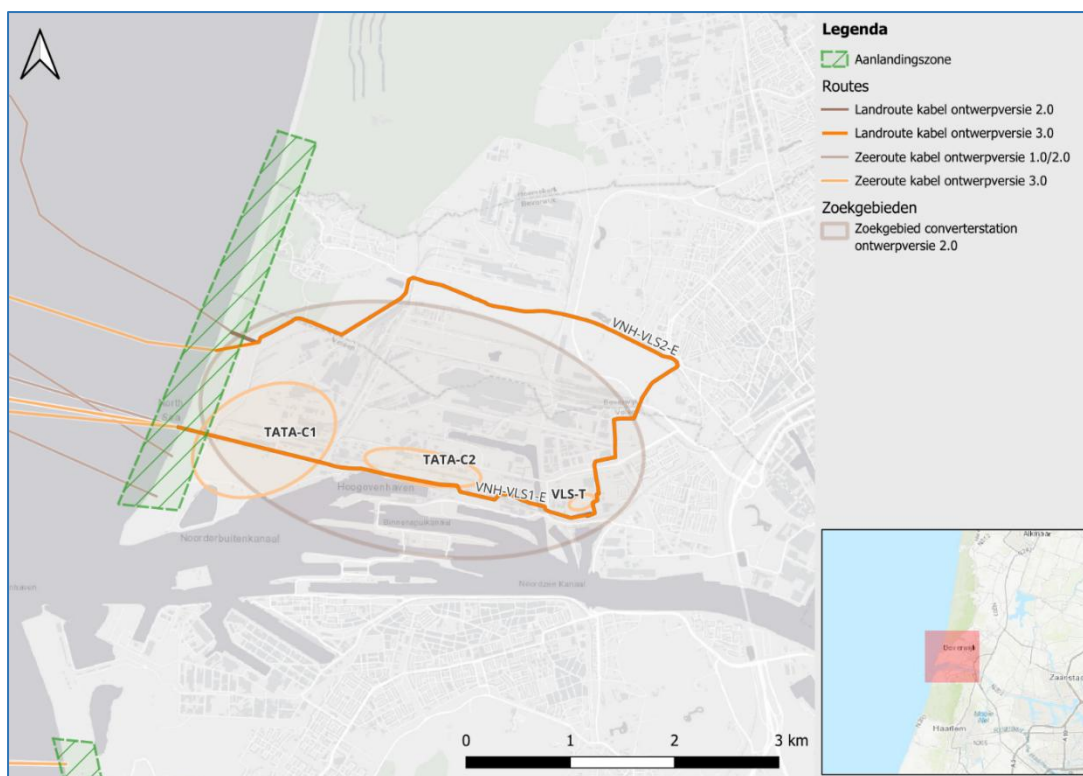 Legenda
Aanlandingszone
Routes
Landroute kabel ontwerpversie 2.0
Landroute kabel ontwerpversie 3.0
Zeeroute kabel ontwerpversie 1.0/2.0
Zeeroute kabel ontwerpversie 3.0
Zoekgebieden
Zoekgebied converterstation
ontwerpversie 2.0
VNH-VLS2-E
North
TATA-C1
TATA-C2
VNH-VLS1-E
VLS-T
Hoogovenhaven
Noorderbuitenkanaal
0
1
2
3 km
Alkmaar
Beverwijk
Haarlem